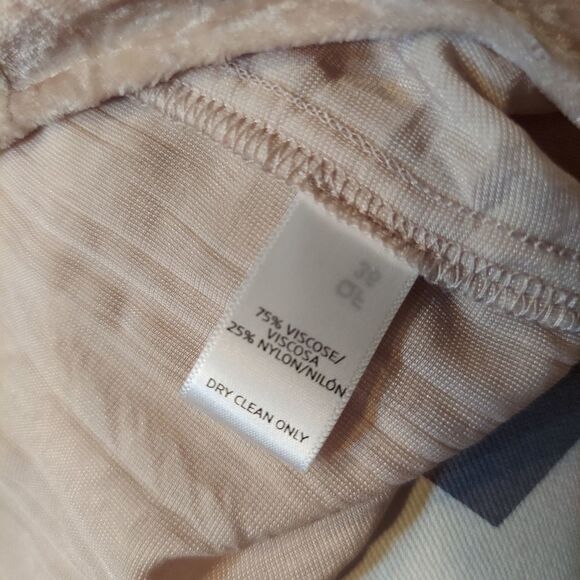 75% VISCOSE/
VISCOSA
25% NYLON/NILÓN
DRY CLEAN ONLY